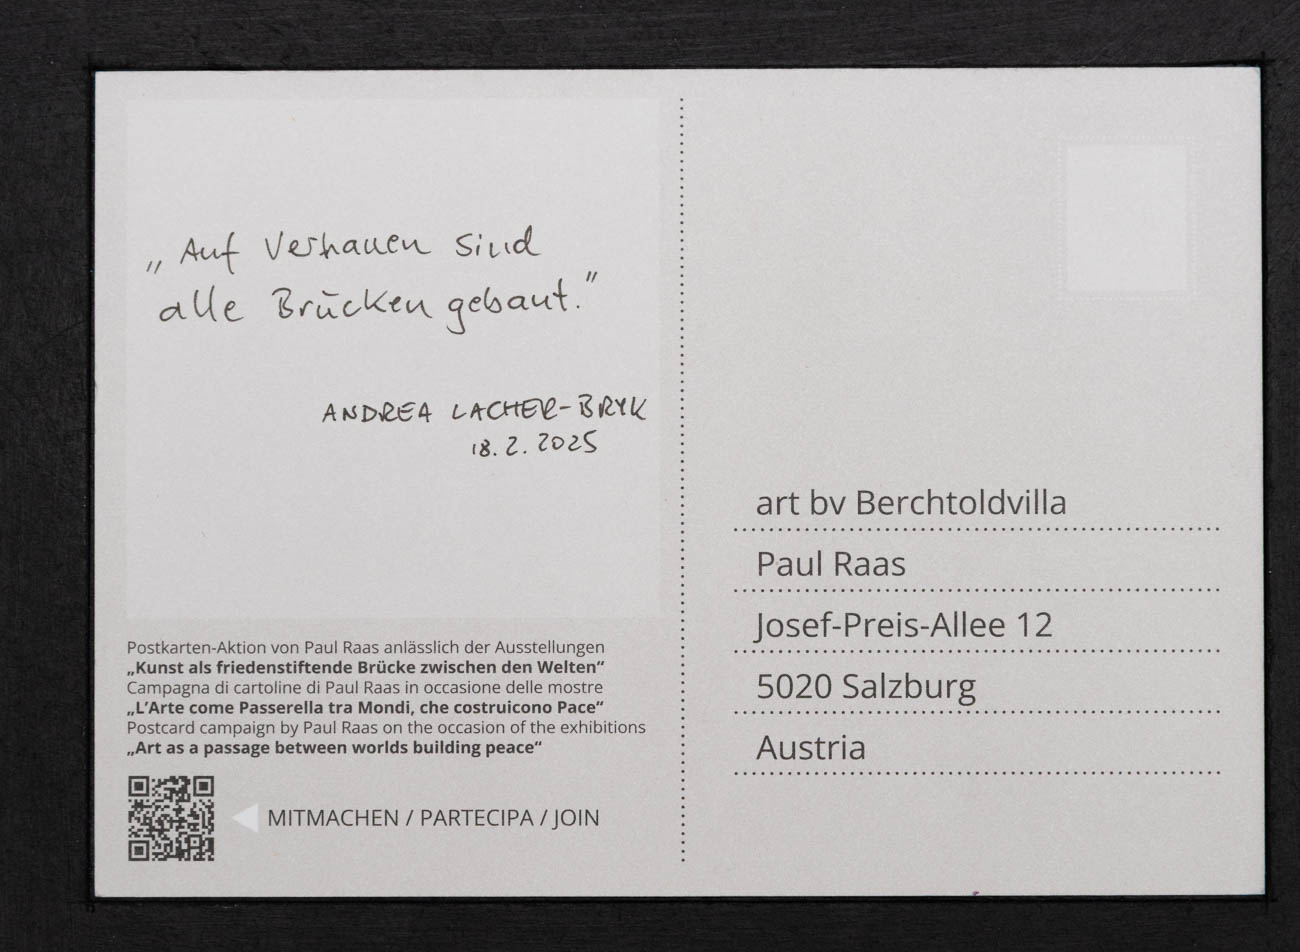 „Auf Vertrauen sind
alle Brücken gebaut."
ANDREA LACHER-BRYK
18.2.2025
Postkarten-Aktion von Paul Raas anlässlich der Ausstellungen
„Kunst als friedenstiftende Brücke zwischen den Welten“
Campagna di cartoline di Paul Raas in occasione delle mostre
„L’Arte come Passerella tra Mondi, che costruicono Pace“
Postcard campaign by Paul Raas on the occasion of the exhibitions
„Art as a passage between worlds building peace“
MITMACHEN / PARTECIPA / JOIN
art bv Berchtoldvilla
Paul Raas
Josef-Preis-Allee 12
5020 Salzburg
Austria